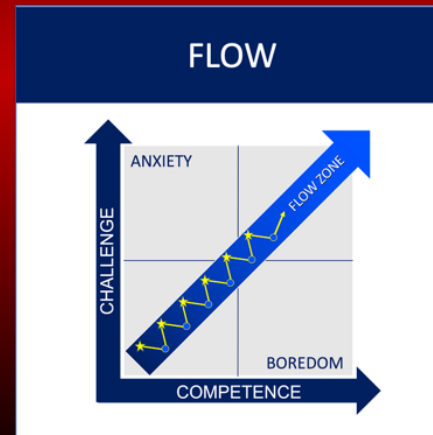 FLOW
ANXIETY
FLOW ZONE
CHALLENGE
BOREDOM
COMPETENCE